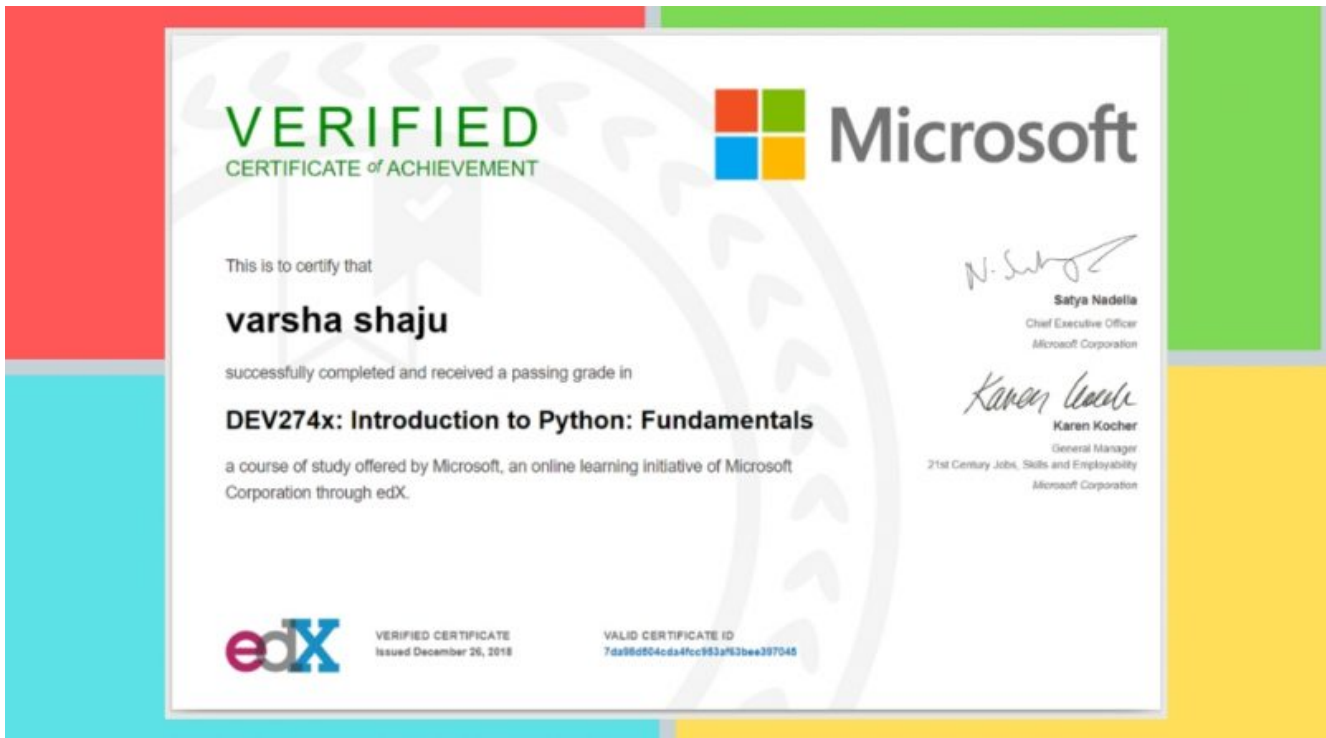 VERIFIED
CERTIFICATE of ACHIEVEMENT
Microsoft
This is to certify that
varsha shaju
successfully completed and received a passing grade in
DEV274x: Introduction to Python: Fundamentals
a course of study offered by Microsoft, an online learning initiative of Microsoft
Corporation through edX.
Satya Nadella
Chief Executive Officer
Microsoft Corporation
Karen Kocher
General Manager
21st Century Jobs, Skills and Employability
Microsoft Corporation
edX
VERIFIED CERTIFICATE
Issued December 26, 2018
VALID CERTIFICATE ID